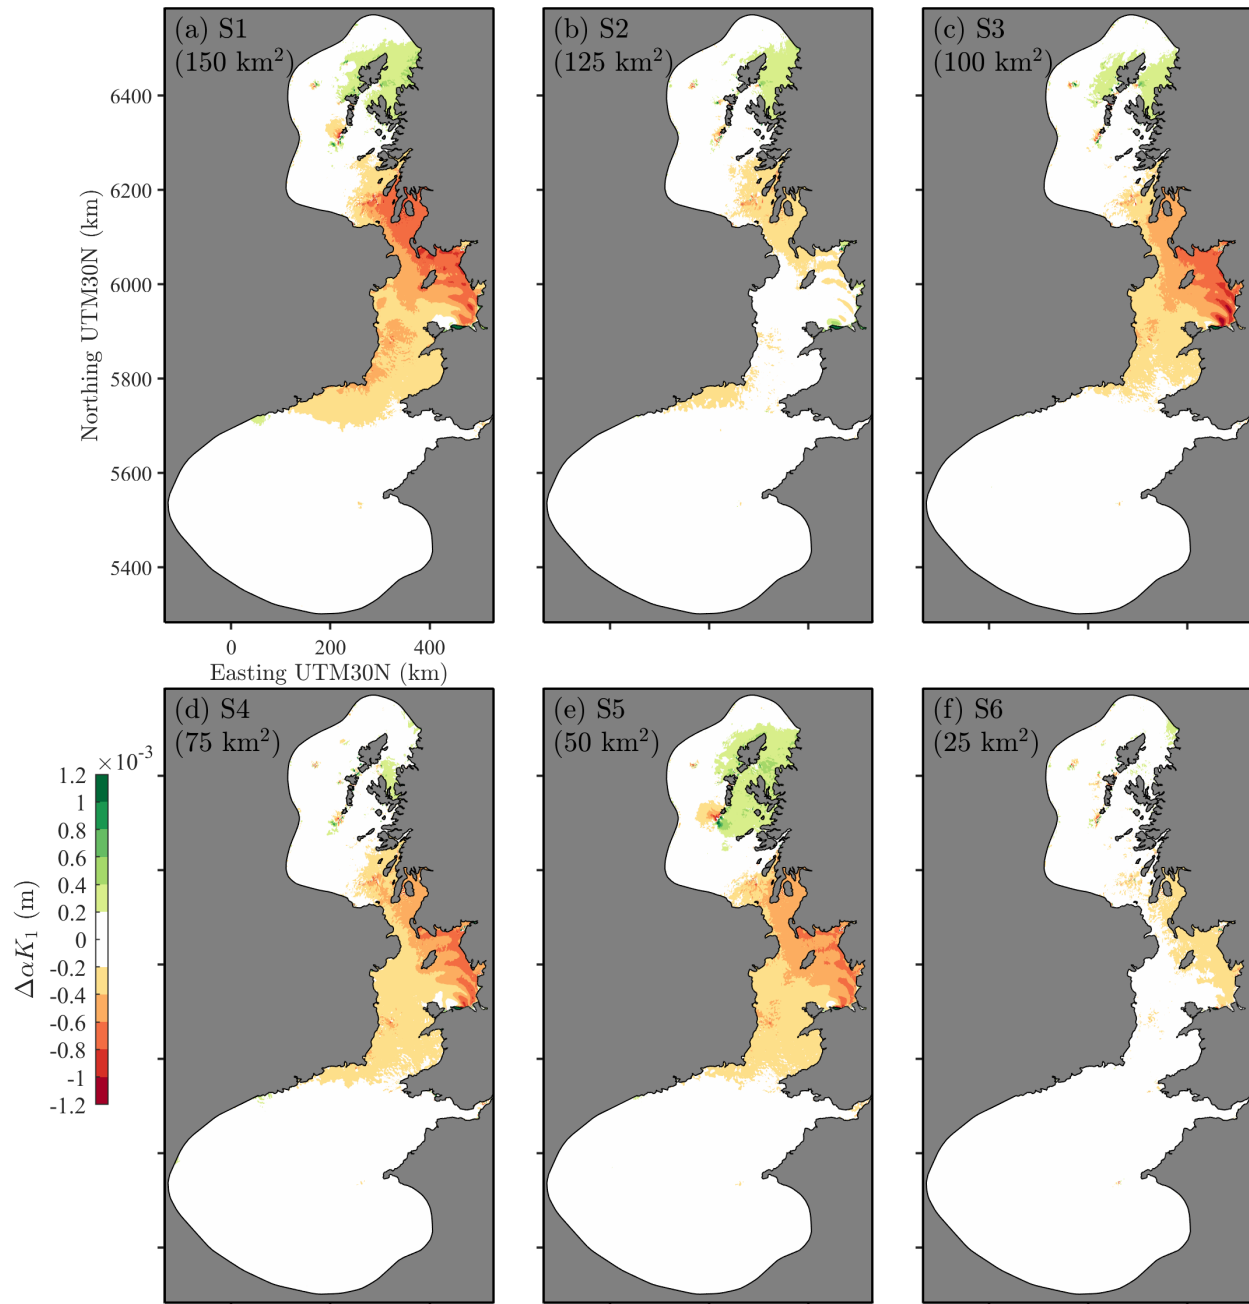 (a) S1
(150 km²)
(b) S2
(125 km²)
(c) S3
(100 km²)
6400
6200
6000
5800
5600
5400
Northing UTM30N (km)
0 200 400
Easting UTM30N (km)
(d) S4
(75 km²)
(e) S5
(50 km²)
(f) S6
(25 km²)
×10⁻³
1.2
1
0.8
0.6
0.4
0.2
0
-0.2
-0.4
-0.6
-0.8
-1
-1.2
ΔαK₁ (m)